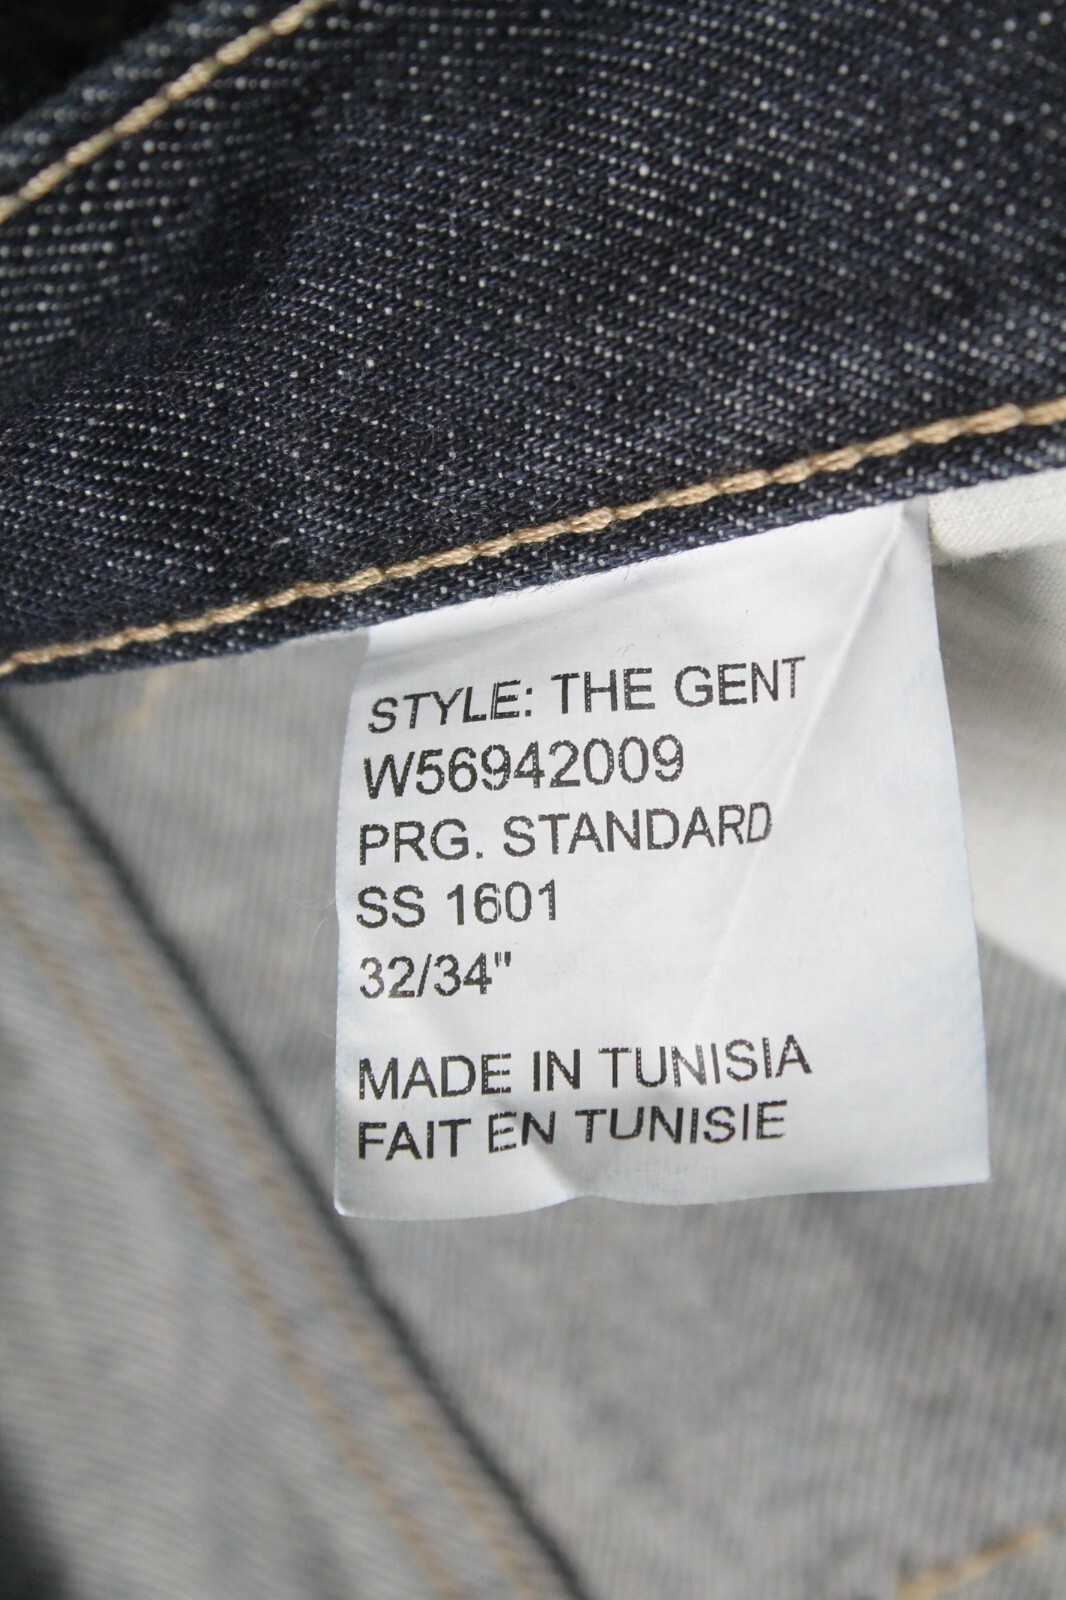 STYLE: THE GENT
W56942009
PRG. STANDARD
SS 1601
32/34"
MADE IN TUNISIA
FAIT EN TUNISIE